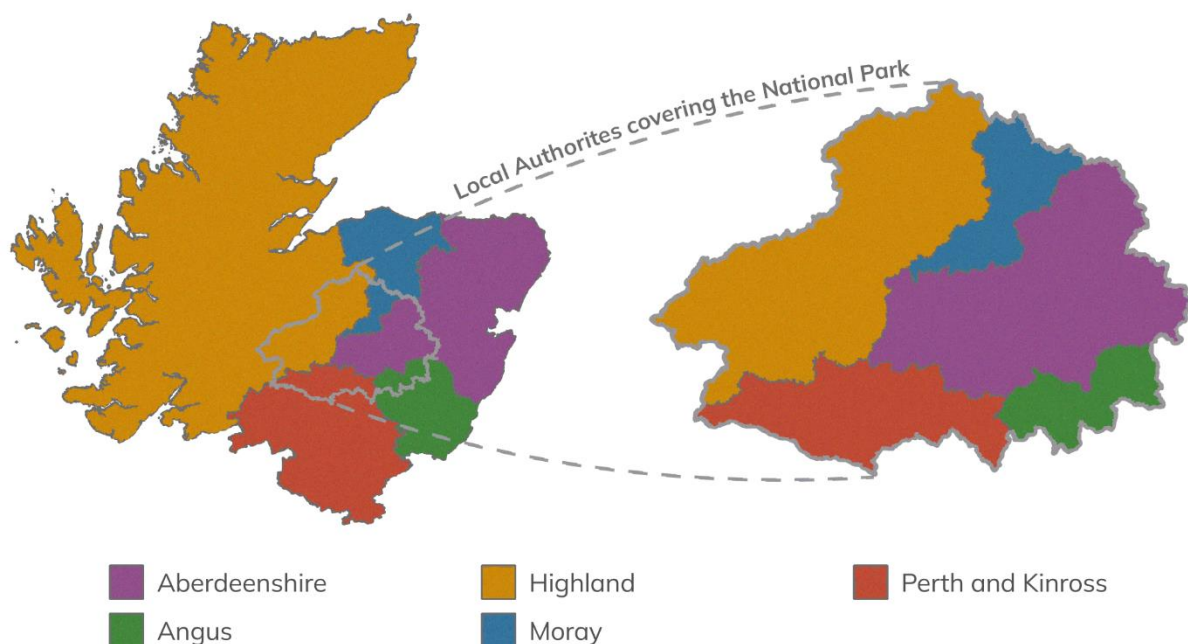 Local Authorites covering the National Park
Aberdeenshire
Highland
Perth and Kinross
Angus
Moray